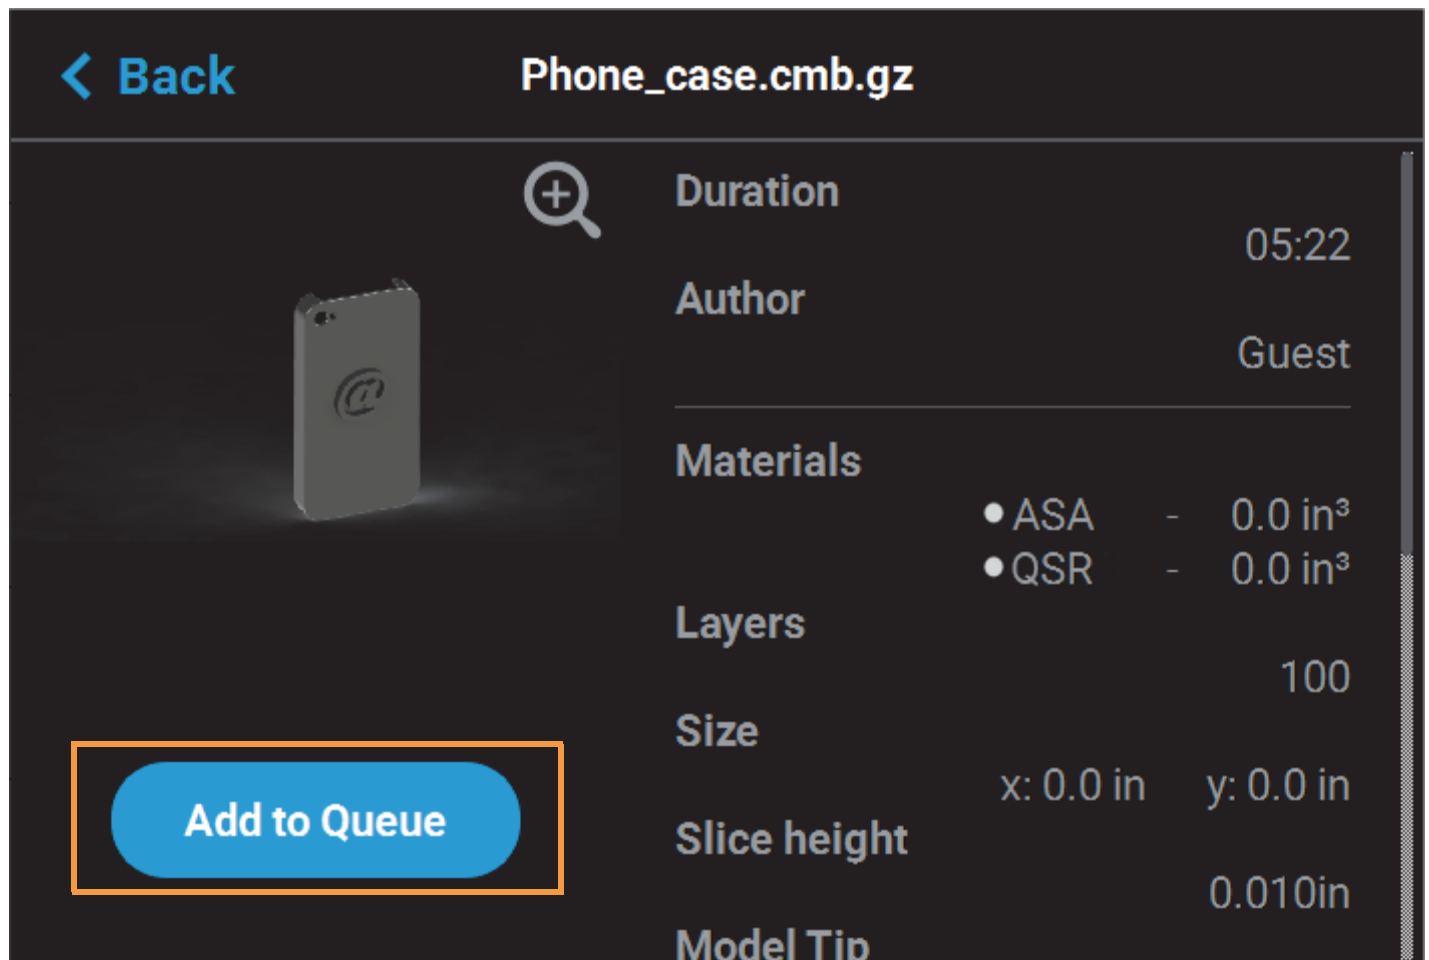 Back
Phone_case.cmb.gz
Duration
05:22
Author
Guest
Materials
ASA - 0.0 in³
QSR - 0.0 in³
Layers
100
Size
x: 0.0 in y: 0.0 in
Slice height
0.010in
Model Tip
@
Add to Queue